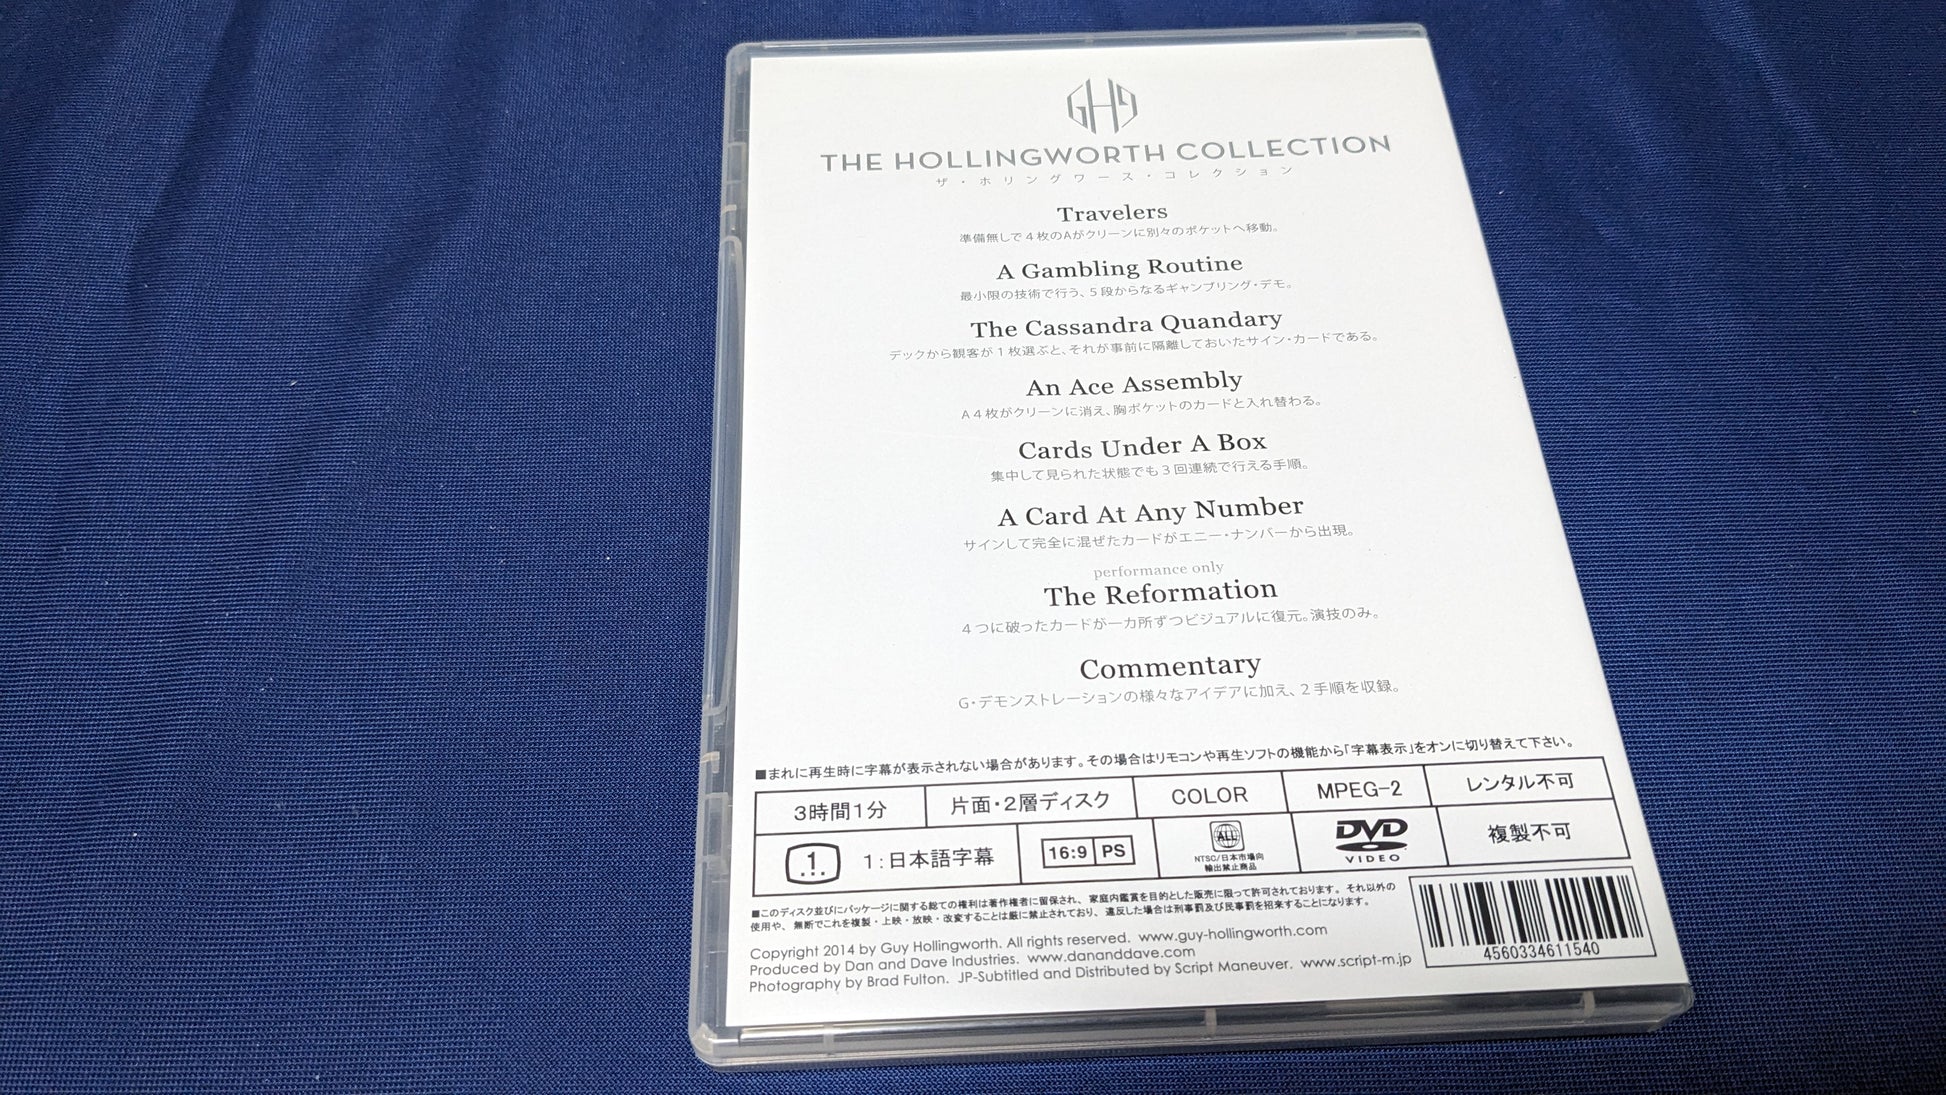 GHG
THE HOLLINGWORTH COLLECTION
ザ・ホリングワース・コレクション
Travelers
準備無しで4枚のAがクリーンに別々のポケットへ移動。
A Gambling Routine
最小限の技術で行う、5段からなるギャンブリング・デモ。
The Cassandra Quandary
デックから観客が1枚選ぶと、それが事前に隔離しておいたサイン・カードである。
An Ace Assembly
A4枚がクリーンに消え、胸ポケットのカードと入れ替わる。
Cards Under A Box
集中して見られた状態でも3回連続で行える手順。
A Card At Any Number
サインして完全に混ぜたカードがエニー・ナンバーから出現。
performance only
The Reformation
4つに破ったカードが一カ所ずつビジュアルに復元。演技のみ。
Commentary
G・デモンストレーションの様々なアイデアに加え、2手順を収録。
■まれに再生時に字幕が表示されない場合があります。その場合はリモコンや再生ソフトの機能から「字幕表示」をオンに切り替えて下さい。
3時間1分 片面・2層ディスク COLOR MPEG-2 レンタル不可
1 1:日本語字幕 16:9 PS ALL DVD VIDEO 複製不可
NTSC/日本市場向
輸出禁止商品
■このディスク並びにパッケージに関する総ての権利は著作権者に留保され、家庭内鑑賞を目的とした販売に限って許可されております。それ以外の
使用や、無断でこれを複製・上映・放映・改変することは厳に禁止されており、違反した場合は刑事罰及び民事罰を招来することになります。
Copyright 2014 by Guy Hollingworth. All rights reserved. www.guy-hollingworth.com
Produced by Dan and Dave Industries. www.dananddave.com
Photography by Brad Fulton. JP-Subtitled and Distributed by Script Maneuver. www.script-m.jp
4560334611540